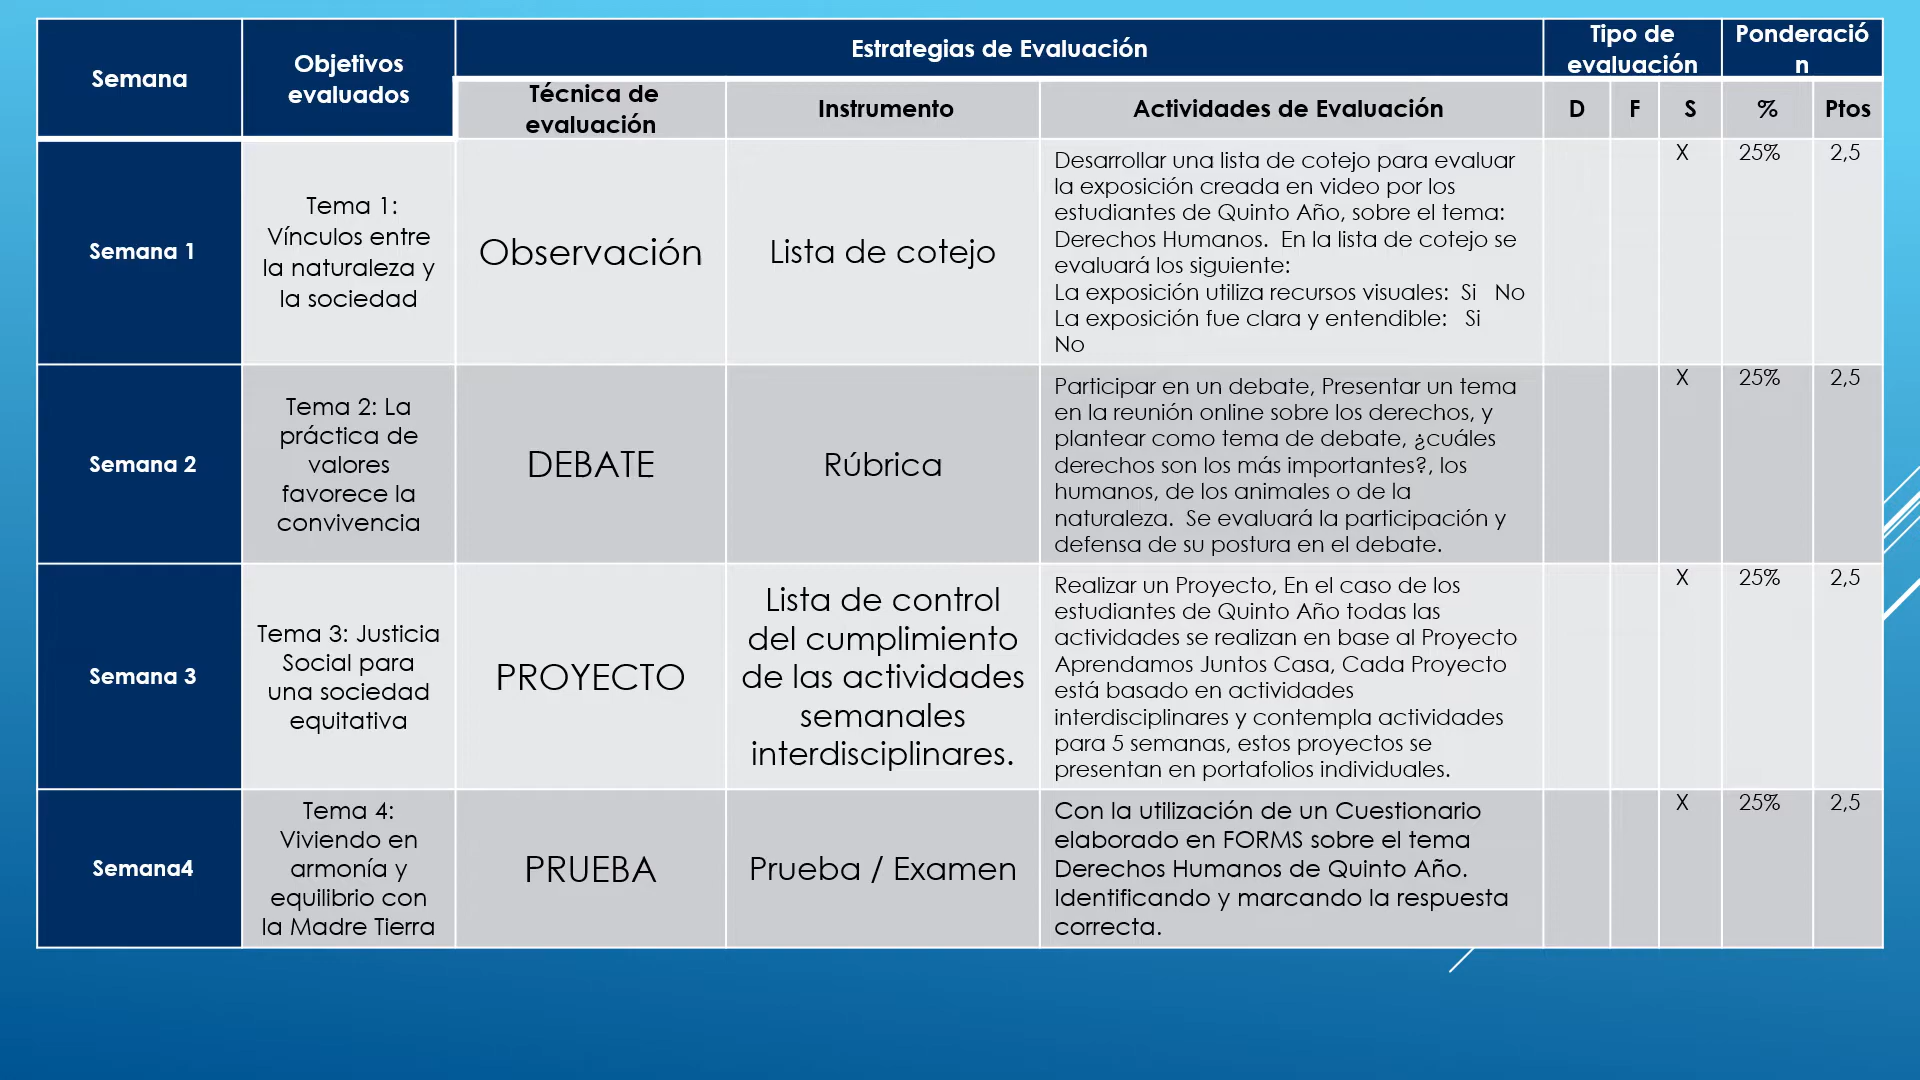 Semana
Objetivos
evaluados
Estrategias de Evaluación
Tipo de
evaluación
Ponderació
n
Técnica de
evaluación
Instrumento
Actividades de Evaluación
D
F
S
%
Ptos
Semana 1
Tema 1:
Vínculos entre
la naturaleza y
la sociedad
Observación
Lista de cotejo
Desarrollar una lista de cotejo para evaluar
la exposición creada en video por los
estudiantes de Quinto Año, sobre el tema:
Derechos Humanos.  En la lista de cotejo se
evaluará los siguiente:
La exposición utiliza recursos visuales:  Si   No
La exposición fue clara y entendible:   Si
No
X
25%
2,5
Semana 2
Tema 2: La
práctica de
valores
favorece la
convivencia
DEBATE
Rúbrica
Participar en un debate, Presentar un tema
en la reunión online sobre los derechos, y
plantear como tema de debate, ¿cuáles
derechos son los más importantes?, los
humanos, de los animales o de la
naturaleza.  Se evaluará la participación y
defensa de su postura en el debate.
X
25%
2,5
Semana 3
Tema 3: Justicia
Social para
una sociedad
equitativa
PROYECTO
Lista de control
del cumplimiento
de las actividades
semanales
interdisciplinares.
Realizar un Proyecto, En el caso de los
estudiantes de Quinto Año todas las
actividades se realizan en base al Proyecto
Aprendamos Juntos Casa, Cada Proyecto
está basado en actividades
interdisciplinares y contempla actividades
para 5 semanas, estos proyectos se
presentan en portafolios individuales.
X
25%
2,5
Semana4
Tema 4:
Viviendo en
armonía y
equilibrio con
la Madre Tierra
PRUEBA
Prueba / Examen
Con la utilización de un Cuestionario
elaborado en FORMS sobre el tema
Derechos Humanos de Quinto Año.
Identificando y marcando la respuesta
correcta.
X
25%
2,5